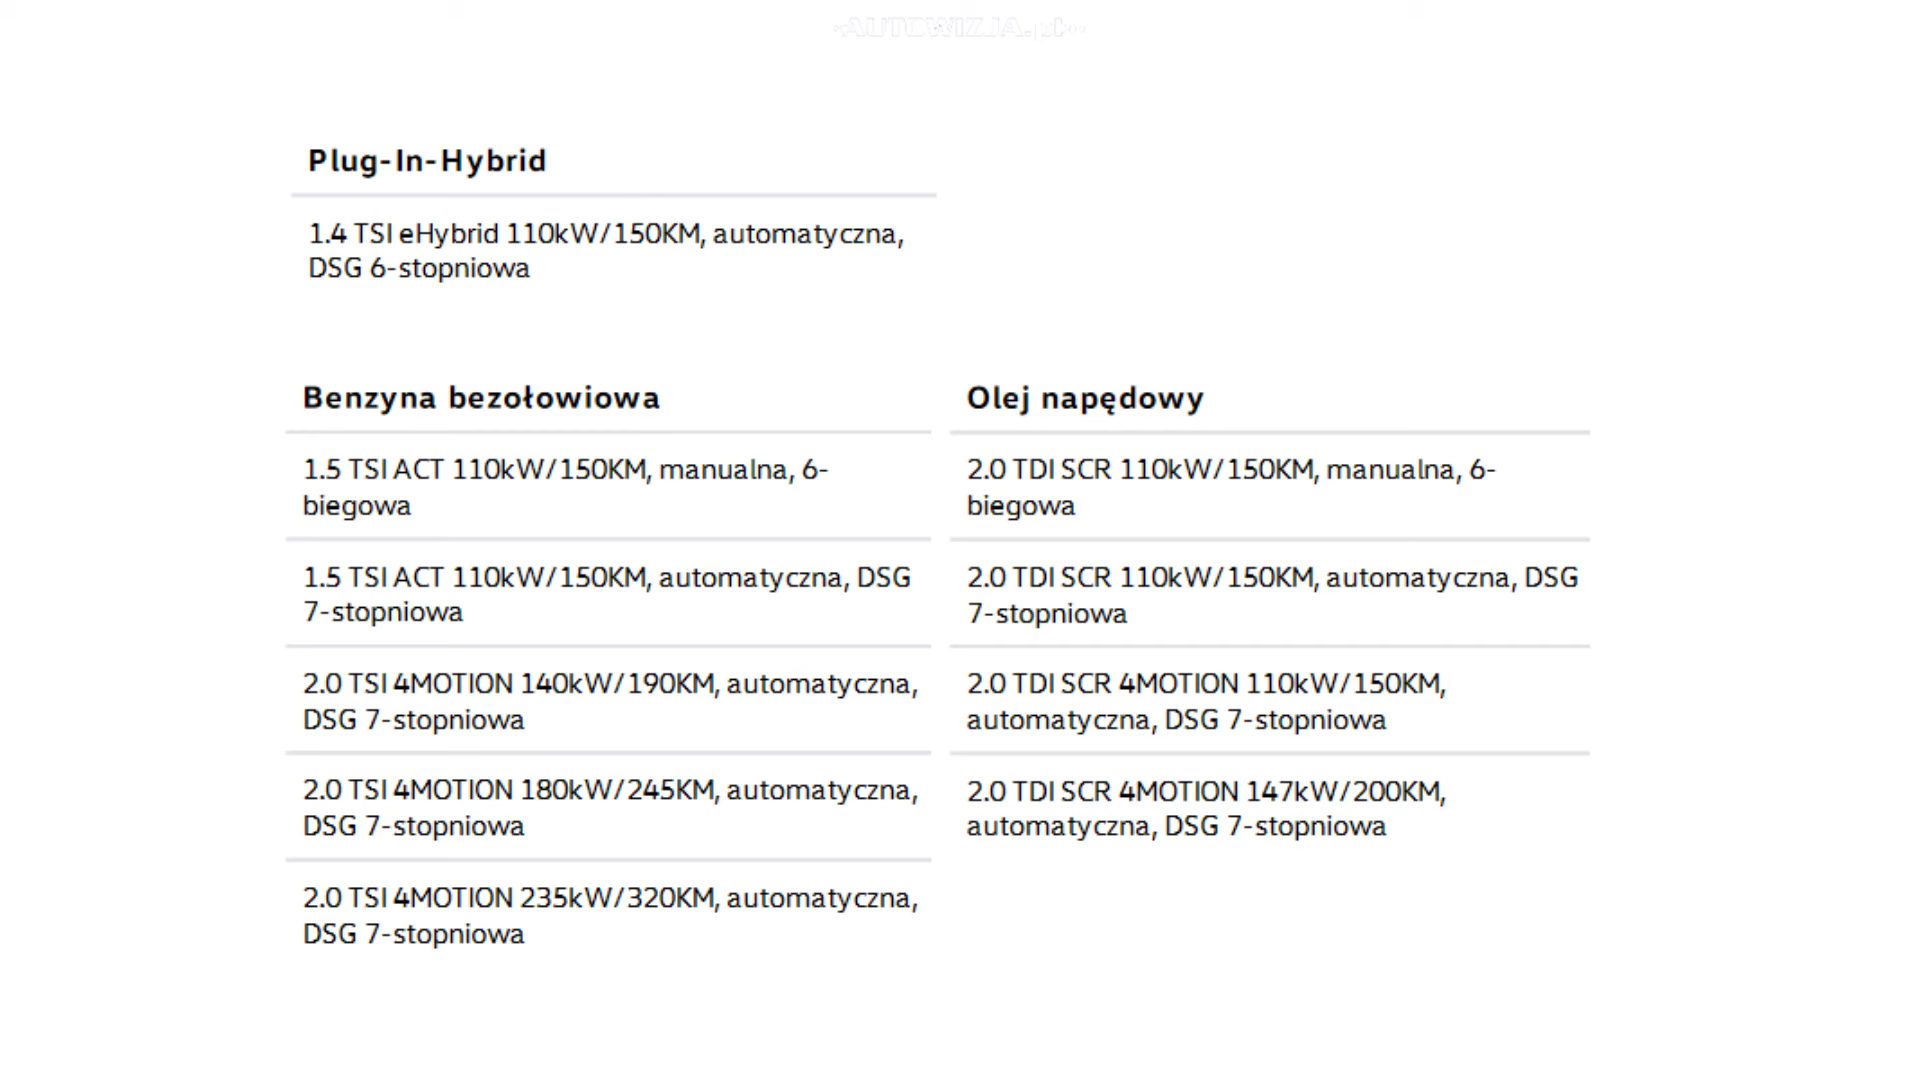 AUTOWIZJA.pl
Plug-In-Hybrid
1.4 TSI eHybrid 110kW/150KM, automatyczna,
DSG 6-stopniowa
Benzyna bezołowiowa
1.5 TSI ACT 110kW/150KM, manualna, 6-
biegowa
1.5 TSI ACT 110kW/150KM, automatyczna, DSG
7-stopniowa
2.0 TSI 4MOTION 140kW/190KM, automatyczna,
DSG 7-stopniowa
2.0 TSI 4MOTION 180kW/245KM, automatyczna,
DSG 7-stopniowa
2.0 TSI 4MOTION 235kW/320KM, automatyczna,
DSG 7-stopniowa
Olej napędowy
2.0 TDI SCR 110kW/150KM, manualna, 6-
biegowa
2.0 TDI SCR 110kW/150KM, automatyczna, DSG
7-stopniowa
2.0 TDI SCR 4MOTION 110kW/150KM,
automatyczna, DSG 7-stopniowa
2.0 TDI SCR 4MOTION 147kW/200KM,
automatyczna, DSG 7-stopniowa